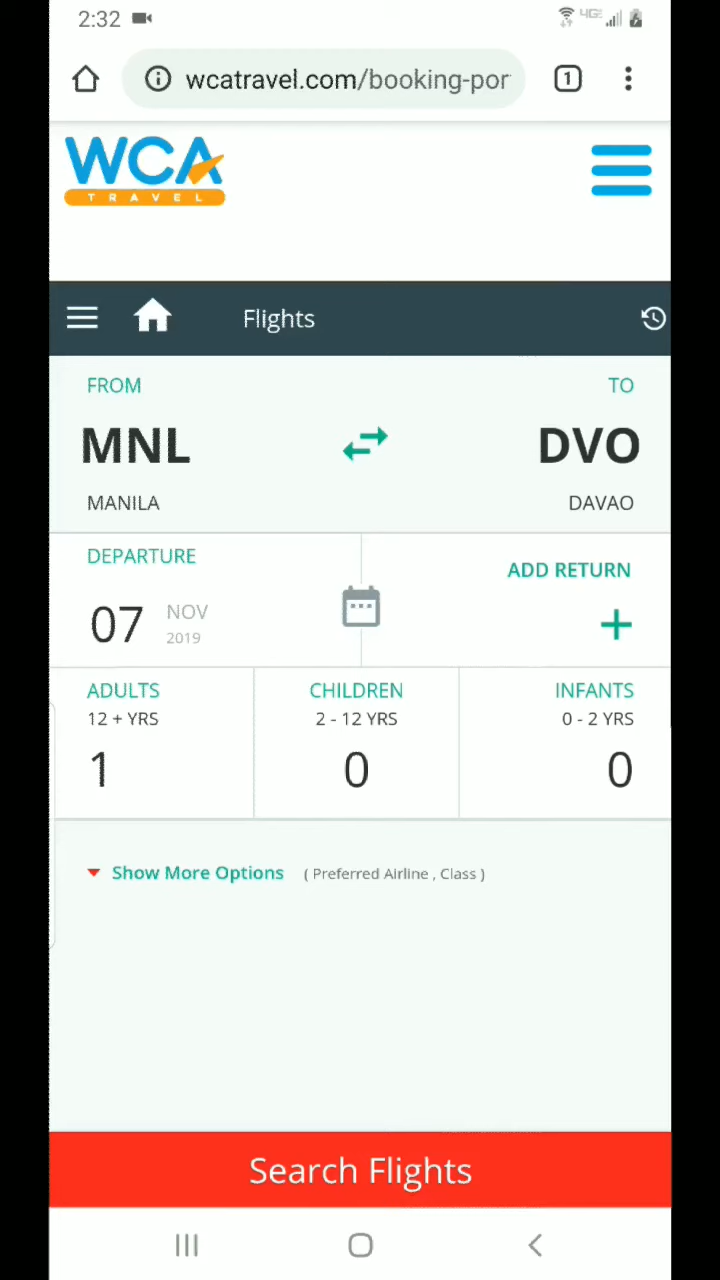 2:32
4G
1
wcatravel.com/booking-por
WCA
TRAVEL
Flights
FROM
TO
MNL
DVO
MANILA
DAVAO
DEPARTURE
ADD RETURN
07 NOV
2019
+
ADULTS
CHILDREN
INFANTS
12 + YRS
2 - 12 YRS
0 - 2 YRS
1
0
0
Show More Options ( Preferred Airline , Class )
Search Flights